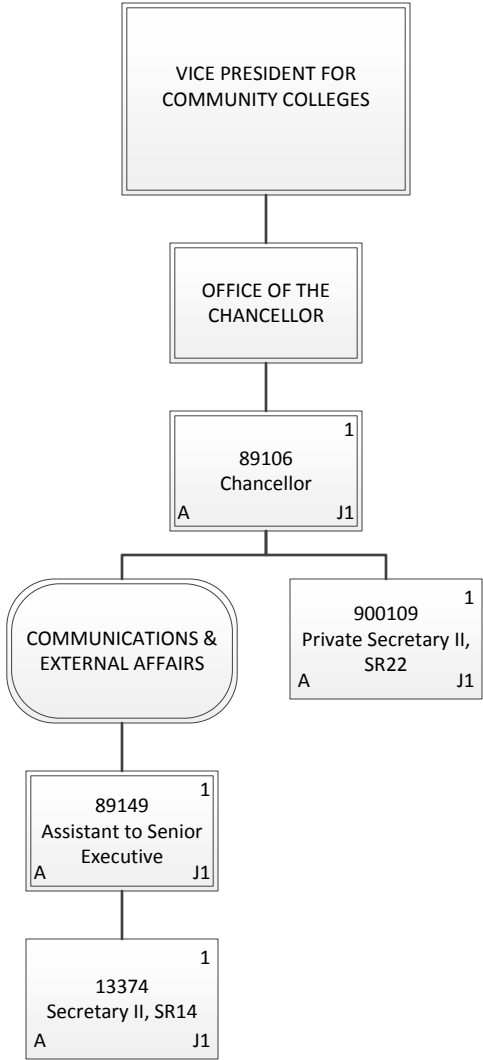 VICE PRESIDENT FOR
COMMUNITY COLLEGES
OFFICE OF THE
CHANCELLOR
1
89106
Chancellor
A J1
COMMUNICATIONS &
EXTERNAL AFFAIRS
1
900109
Private Secretary II,
SR22
A J1
1
89149
Assistant to Senior
Executive
A J1
1
13374
Secretary II, SR14
A J1